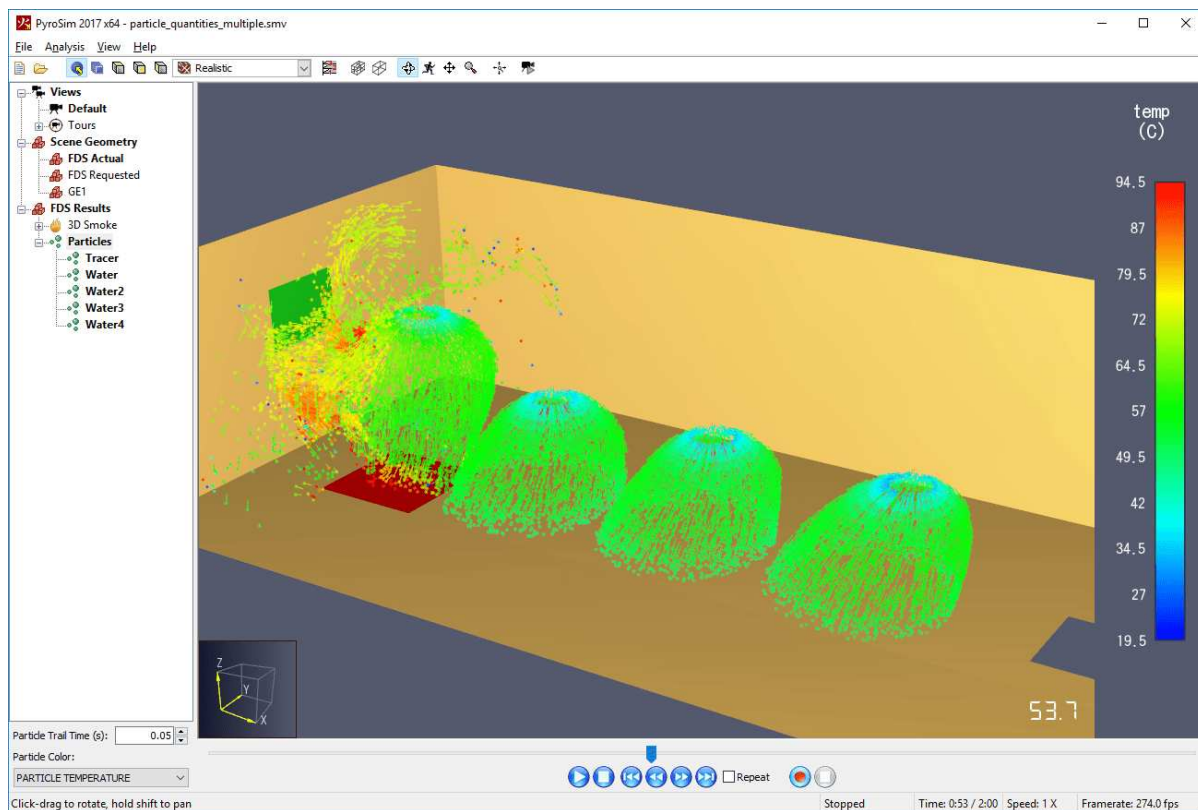 PyroSim 2017 x64 - particle_quantities_multiple.smv
File Analysis View Help
Realistic
Views
Default
Tours
Scene Geometry
FDS Actual
FDS Requested
GE1
FDS Results
3D Smoke
Particles
Tracer
Water
Water2
Water3
Water4
temp
(C)
94.5
87
79.5
72
64.5
57
49.5
42
34.5
27
19.5
Z
Y
X
53.7
Particle Trail Time (s): 0.05
Particle Color:
PARTICLE TEMPERATURE
Repeat
Click-drag to rotate, hold shift to pan
Stopped
Time: 0:53 / 2:00
Speed: 1 X
Framerate: 274.0 fps